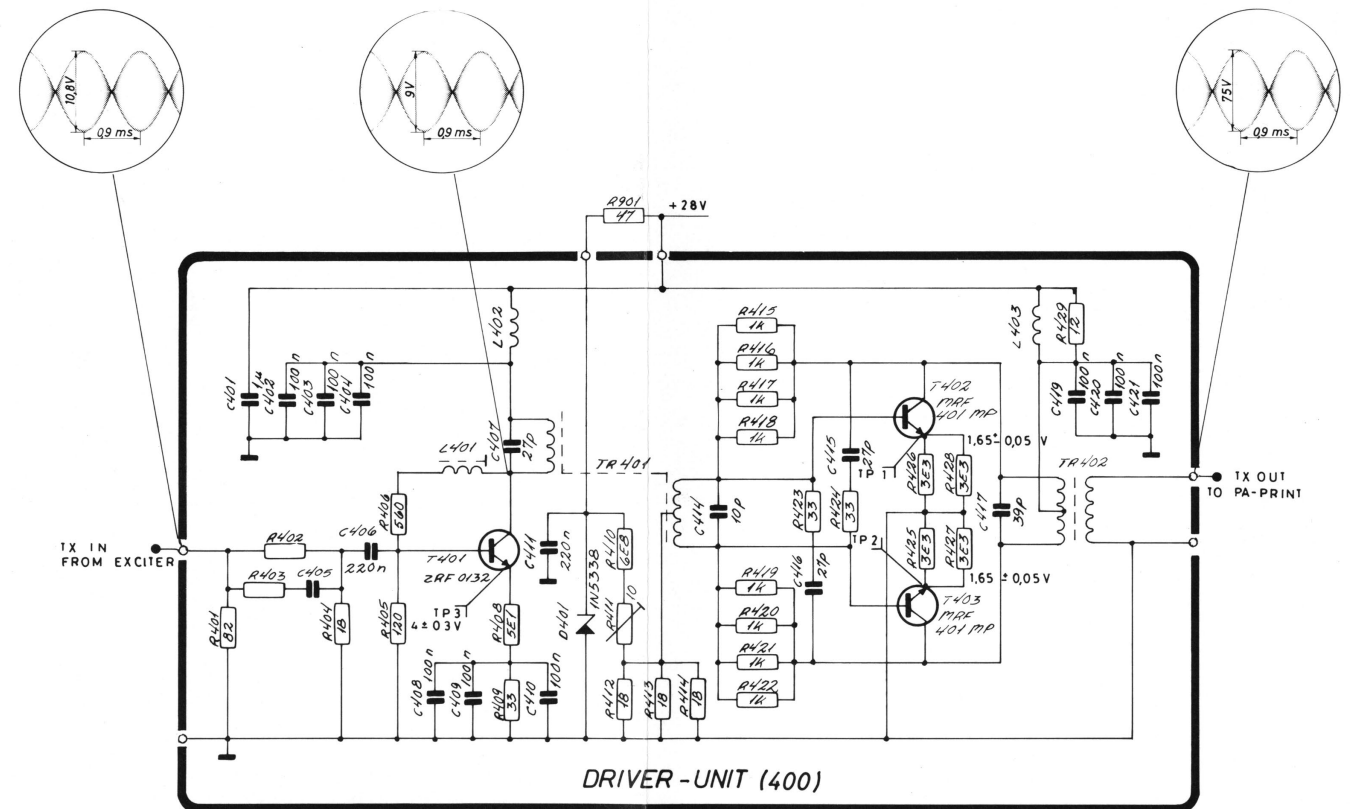 10,8V
0,9 ms
9V
0,9 ms
75V
0,9 ms
R901
47
+28V
L402
R415
1k
R416
1k
R417
1k
R418
1k
L403
R429
12
C401
1µ
C402
100n
C403
100n
C404
100n
C407
27p
L401
TR401
C415
27p
T402
MRF
401 MP
1,65 ± 0,05 V
TP 1
C419
100n
C420
100n
C421
100n
R406
560
C414
10p
R423
33
R424
33
R426
3E3
R428
3E3
C417
39p
TR402
TX OUT
TO PA-PRINT
TX IN
FROM EXCITER
R402
C406
220n
R403
C405
T401
2RF 0132
C411
220n
1N5338
D401
R410
6E8
R411
10
TP2
R425
3E3
R427
3E3
1,65 ± 0,05V
R401
82
R404
18
R405
120
TP3
4 ± 0,3V
R408
5E1
C416
27p
R419
1k
R420
1k
R421
1k
R422
1k
T403
MRF
401 MP
C408
100n
C409
100n
R409
33
C410
100n
R412
18
R413
18
R414
18
DRIVER-UNIT (400)